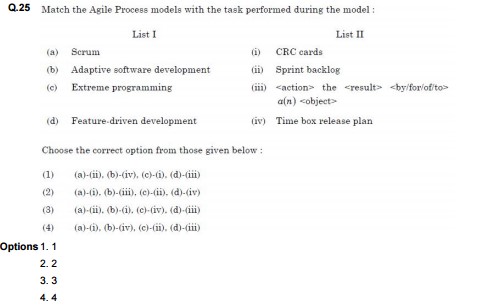 Q.25 Match the Agile Process models with the task performed during the model :
List I List II
(a) Scrum (i) CRC cards
(b) Adaptive software development (ii) Sprint backlog
(c) Extreme programming (iii) <action> the <result> <by/for/of/to>
a(n) <object>
(d) Feature-driven development (iv) Time box release plan
Choose the correct option from those given below :
(1) (a)-(ii), (b)-(iv), (c)-(i), (d)-(iii)
(2) (a)-(i), (b)-(iii), (c)-(ii), (d)-(iv)
(3) (a)-(ii), (b)-(i), (c)-(iv), (d)-(iii)
(4) (a)-(i), (b)-(iv), (c)-(ii), (d)-(iii)
Options 1. 1
2. 2
3. 3
4. 4